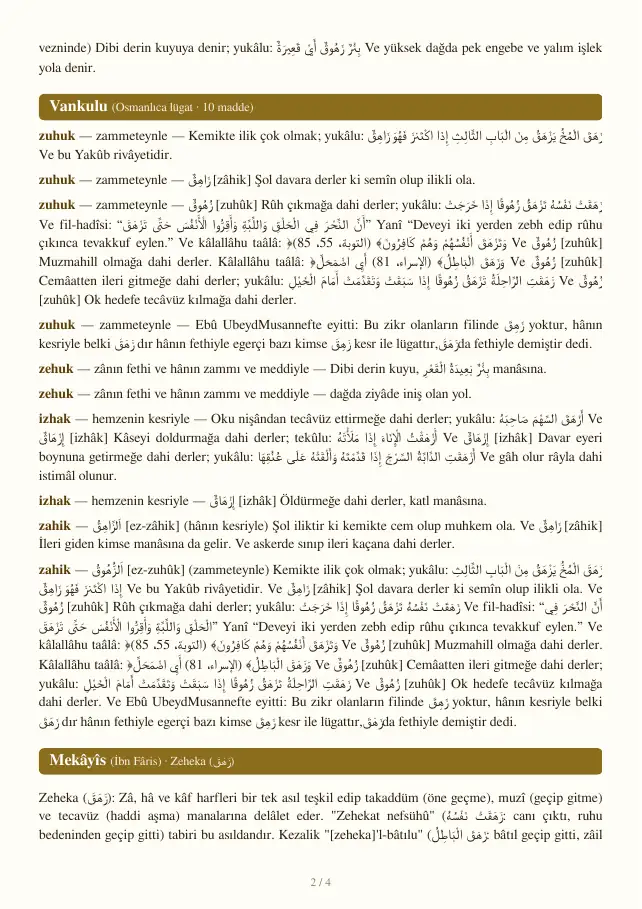 vezninde) Dibi derin kuyuya denir; yukâlu: بِئْرٌ زَهُوقٌ أَيْ قَعِيرَةٌ Ve yüksek dağda pek engebe ve yalım işlek
yola denir.
Vankulu (Osmanlıca lügat · 10 madde)
zuhuk — zammeteynle — Kemikte ilik çok olmak; yukâlu: زَهَقَ الْمُخُّ يَزْهَقُ مِنَ الْبَابِ الثَّالِثِ إِذَا اكْتَنَزَ فَهُوَ زَاهِقٌ
Ve bu Yakûb rivâyetidir.
zuhuk — zammeteynle — زَاهِقٌ [zâhik] Şol davara derler ki semîn olup ilikli ola.
zuhuk — zammeteynle — زُهُوقٌ [zuhûk] Rûh çıkmağa dahi derler; yukâlu: زَهَقَتْ نَفْسُهُ تَزْهَقُ زُهُوقًا إِذَا خَرَجَتْ
Ve fil-hadîsi: “أَنَّ النَّحْرَ فِي الْحَلْقِ وَاللَّبَّةِ وَأَقِرُّوا الْأَنْفُسَ حَتَّى تَزْهَقَ” Yanî “Deveyi iki yerden zebh edip rûhu
çıkınca tevakkuf eylen.” Ve kâlallâhu taâlâ: ﴿وَتَزْهَقَ أَنْفُسُهُمْ وَهُمْ كَافِرُونَ﴾ (التوبة، 55، 85) Ve زُهُوقٌ [zuhûk]
Muzmahill olmağa dahi derler. Kâlallâhu taâlâ: ﴿وَزَهَقَ الْبَاطِلُ﴾ (الإسراء، 81) أَيِ اضْمَحَلَّ Ve زُهُوقٌ [zuhûk]
Cemâatten ileri gitmeğe dahi derler; yukâlu: زَهَقَتِ الرَّاحِلَةُ تَزْهَقُ زُهُوقًا إِذَا سَبَقَتْ وَتَقَدَّمَتْ أَمَامَ الْخَيْلِ Ve زُهُوقٌ
[zuhûk] Ok hedefe tecâvüz kılmağa dahi derler.
zuhuk — zammeteynle — Ebû UbeydMusannefte eyitti: Bu zikr olanların filinde زَهِقَ yoktur, hânın
kesriyle belki زَهَقَ dır hânın fethiyle egerçi bazı kimse زَهِقَ kesr ile lügattır,زَهَقَda fethiyle demiştir dedi.
zehuk — zânın fethi ve hânın zammı ve meddiyle — Dibi derin kuyu, بِئْرٌ بَعِيدَةُ الْقَعْرِ manâsına.
zehuk — zânın fethi ve hânın zammı ve meddiyle — dağda ziyâde iniş olan yol.
izhak — hemzenin kesriyle — Oku nişândan tecâvüz ettirmeğe dahi derler; yukâlu: أَزْهَقَ السَّهْمَ صَاحِبُهُ Ve
إِزْهَاقٌ [izhâk] Kâseyi doldurmağa dahi derler; tekûlu: أَزْهَقْتُ الْإِنَاءَ إِذَا مَلَأْتَهُ Ve إِزْهَاقٌ [izhâk] Davar eyeri
boynuna getirmeğe dahi derler; yukâlu: أَزْهَقَتِ الدَّابَّةُ السَّرْجَ إِذَا قَدَّمَتْهُ وَأَلْقَتْهُ عَلَى عُنُقِهَا Ve gâh olur râyla dahi
istimâl olunur.
izhak — hemzenin kesriyle — إِزْهَاقٌ [izhâk] Öldürmeğe dahi derler, katl manâsına.
zahik — اَلزَّاهِقُ [ez-zâhik] (hânın kesriyle) Şol iliktir ki kemikte cem olup muhkem ola. Ve زَاهِقٌ [zâhik]
İleri giden kimse manâsına da gelir. Ve askerde sınıp ileri kaçana dahi derler.
zahik — اَلزُّهُوقُ [ez-zuhûk] (zammeteynle) Kemikte ilik çok olmak; yukâlu: زَهَقَ الْمُخُّ يَزْهَقُ مِنَ الْبَابِ الثَّالِثِ
إِذَا اكْتَنَزَ فَهُوَ زَاهِقٌ Ve bu Yakûb rivâyetidir. Ve زَاهِقٌ [zâhik] Şol davara derler ki semîn olup ilikli ola. Ve
زُهُوقٌ [zuhûk] Rûh çıkmağa dahi derler; yukâlu: زَهَقَتْ نَفْسُهُ تَزْهَقُ زُهُوقًا إِذَا خَرَجَتْ Ve fil-hadîsi: “أَنَّ النَّحْرَ فِي
الْحَلْقِ وَاللَّبَّةِ وَأَقِرُّوا الْأَنْفُسَ حَتَّى تَزْهَقَ” Yanî “Deveyi iki yerden zebh edip rûhu çıkınca tevakkuf eylen.” Ve
kâlallâhu taâlâ: ﴿وَتَزْهَقَ أَنْفُسُهُمْ وَهُمْ كَافِرُونَ﴾ (التوبة، 55، 85) Ve زُهُوقٌ [zuhûk] Muzmahill olmağa dahi derler.
Kâlallâhu taâlâ: ﴿وَزَهَقَ الْبَاطِلُ﴾ (الإسراء، 81) أَيِ اضْمَحَلَّ Ve زُهُوقٌ [zuhûk] Cemâatten ileri gitmeğe dahi derler;
yukâlu: زَهَقَتِ الرَّاحِلَةُ تَزْهَقُ زُهُوقًا إِذَا سَبَقَتْ وَتَقَدَّمَتْ أَمَامَ الْخَيْلِ Ve زُهُوقٌ [zuhûk] Ok hedefe tecâvüz kılmağa
dahi derler. Ve Ebû UbeydMusannefte eyitti: Bu zikr olanların filinde زَهِقَ yoktur, hânın kesriyle belki
زَهَقَ dır hânın fethiyle egerçi bazı kimse زَهِقَ kesr ile lügattır,زَهَقَda fethiyle demiştir dedi.
Mekâyîs (İbn Fâris) · Zeheka (زَهَقَ)
Zeheka (زَهَقَ): Zâ, hâ ve kâf harfleri bir tek asıl teşkil edip takaddüm (öne geçme), muzî (geçip gitme)
ve tecavüz (haddi aşma) manalarına delâlet eder. "Zehekat nefsühû" (زَهَقَتْ نَفْسُهُ: canı çıktı, ruhu
bedeninden geçip gitti) tabiri bu asıldandır. Kezalik "[zeheka]'l-bâtılu" (زَهَقَ الْبَاطِلُ: bâtıl geçip gitti, zâil
2 / 4